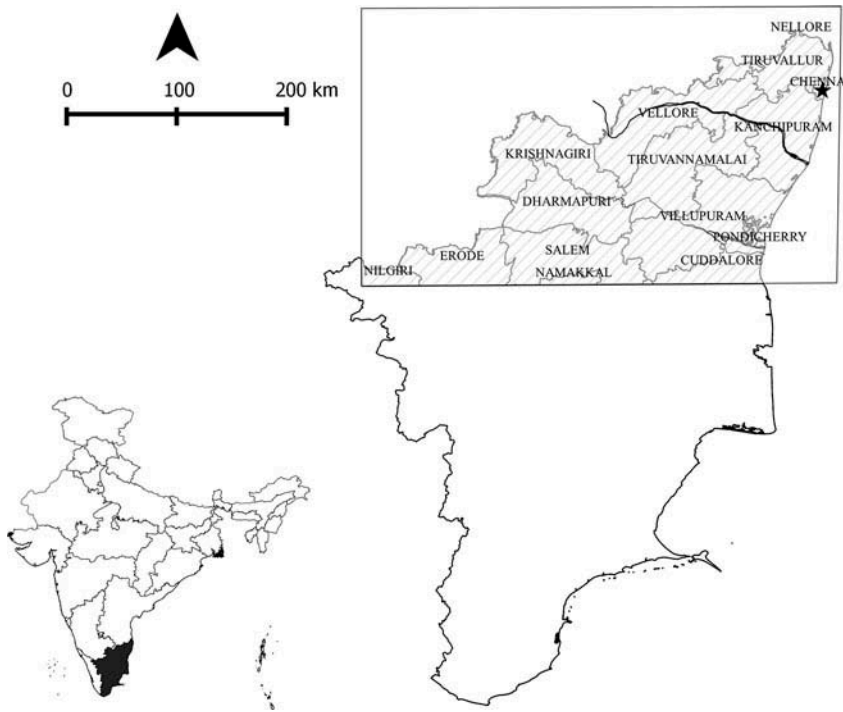 NELLORE
TIRUVALLUR
CHENNA
0 100 200 km
VELLORE
KANCHIPURAM
KRISHNAGIRI
TIRUVANNAMALAI
DHARMAPURI
VILLUPURAM
PONDICHERRY
ERODE
SALEM
CUDDALORE
NILGIRI
NAMAKKAL